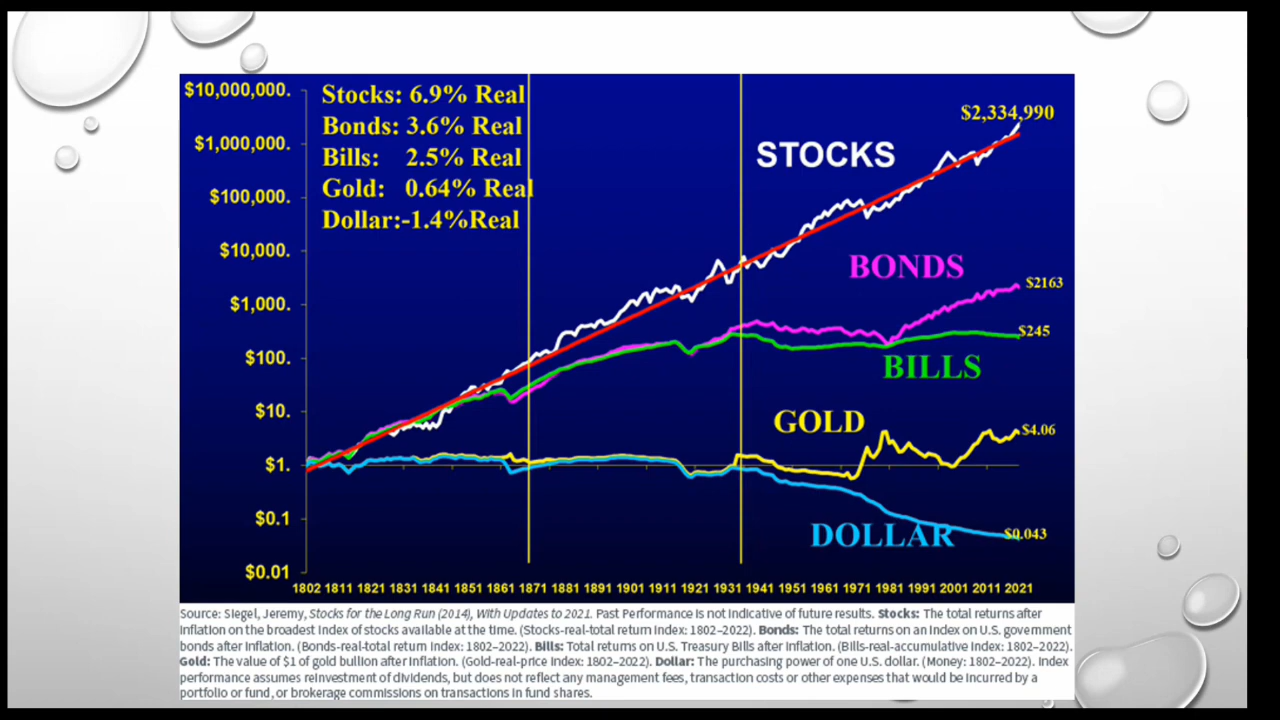 $10,000,000.
$1,000,000.
$100,000.
$10,000.
$1,000.
$100.
$10.
$1.
$0.1
$0.01
Stocks: 6.9% Real
Bonds: 3.6% Real
Bills: 2.5% Real
Gold: 0.64% Real
Dollar:-1.4%Real
$2,334,990
STOCKS
BONDS
$2163
$245
BILLS
GOLD
$4.06
DOLLAR
$0.043
1802 1811 1821 1831 1841 1851 1861 1871 1881 1891 1901 1911 1921 1931 1941 1951 1961 1971 1981 1991 2001 2011 2021
Source: Siegel, Jeremy, Stocks for the Long Run (2014), With Updates to 2021. Past Performance is not indicative of future results. Stocks: The total returns after
inflation on the broadest index of stocks available at the time. (Stocks-real-total return index: 1802–2022). Bonds: The total returns on an index on U.S. government
bonds after inflation. (Bonds-real-total return index: 1802–2022). Bills: Total returns on U.S. Treasury Bills after inflation. (Bills-real-accumulative Index: 1802–2022).
Gold: The value of $1 of gold bullion after inflation. (Gold-real-price Index: 1802–2022). Dollar: The purchasing power of one U.S. dollar. (Money: 1802–2022). Index
performance assumes reinvestment of dividends, but does not reflect any management fees, transaction costs or other expenses that would be incurred by a
portfolio or fund, or brokerage commissions on transactions in fund shares.